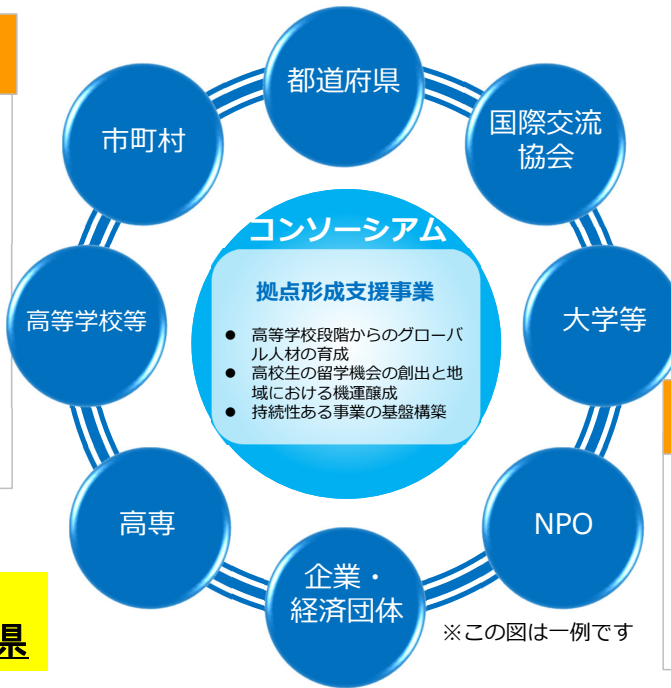 都道府県
国際交流
協会
市町村
コンソーシアム
拠点形成支援事業
● 高等学校段階からのグローバ
ル人材の育成
● 高校生の留学機会の創出と地
域における機運醸成
● 持続性ある事業の基盤構築
高等学校等
大学等
高専
NPO
企業・
経済団体
※この図は一例です
県